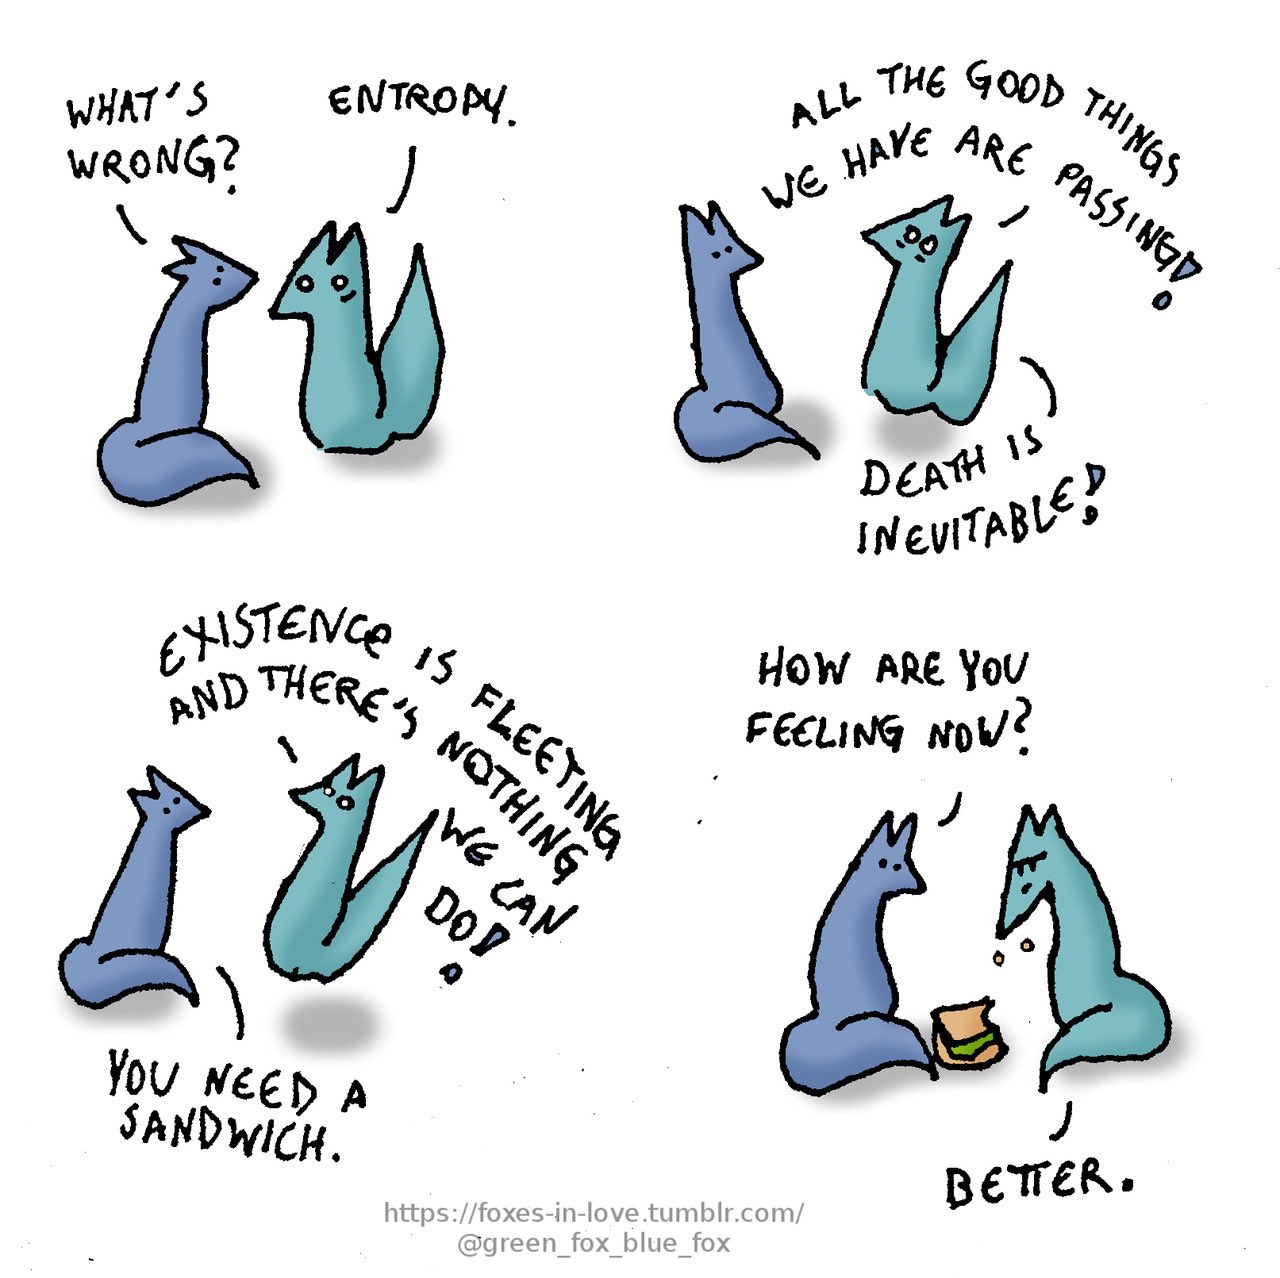 WHAT'S
WRONG?
ENTROPY.
ALL THE GOOD THINGS
WE HAVE ARE PASSING!
DEATH IS
INEVITABLE!
EXISTENCE IS FLEETING
AND THERE'S NOTHING
WE CAN
DO!
YOU NEED A
SANDWICH.
HOW ARE YOU
FEELING NOW?
BETTER.
https://foxes-in-love.tumblr.com/
@green_fox_blue_fox